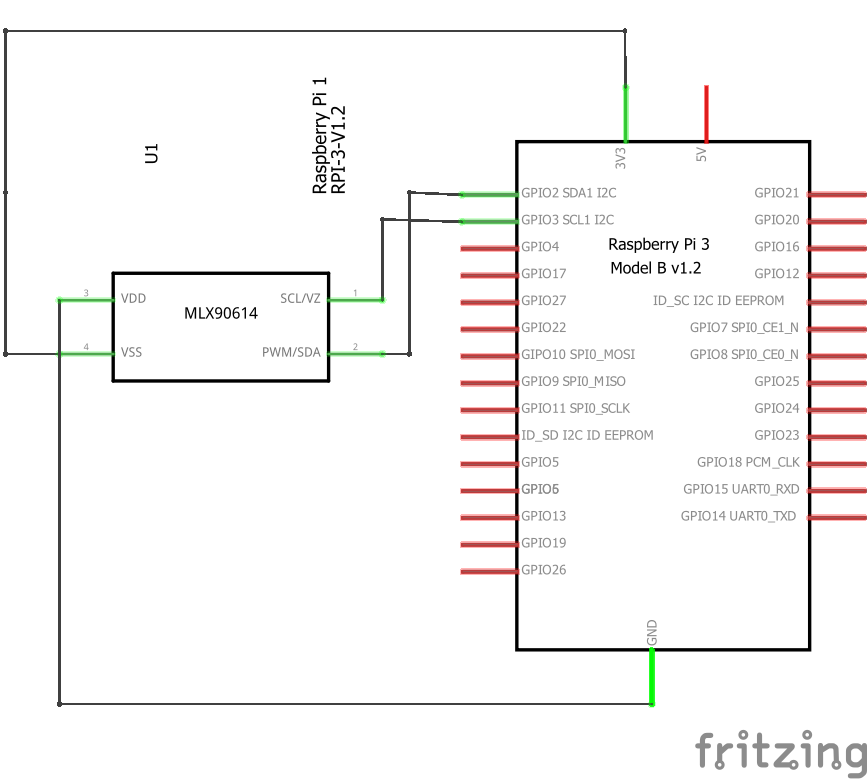 U1
Raspberry Pi 1
RPI-3-V1.2
3V3
5V
GPIO2 SDA1 I2C
GPIO3 SCL1 I2C
GPIO4
GPIO17
GPIO27
GPIO22
GIPO10 SPI0_MOSI
GPIO9 SPI0_MISO
GPIO11 SPI0_SCLK
ID_SD I2C ID EEPROM
GPIO5
GPIO6
GPIO13
GPIO19
GPIO26
Raspberry Pi 3
Model B v1.2
GPIO21
GPIO20
GPIO16
GPIO12
ID_SC I2C ID EEPROM
GPIO7 SPI0_CE1_N
GPIO8 SPI0_CE0_N
GPIO25
GPIO24
GPIO23
GPIO18 PCM_CLK
GPIO15 UART0_RXD
GPIO14 UART0_TXD
GND
3
VDD
4
VSS
MLX90614
SCL/VZ
1
PWM/SDA
2
fritzing